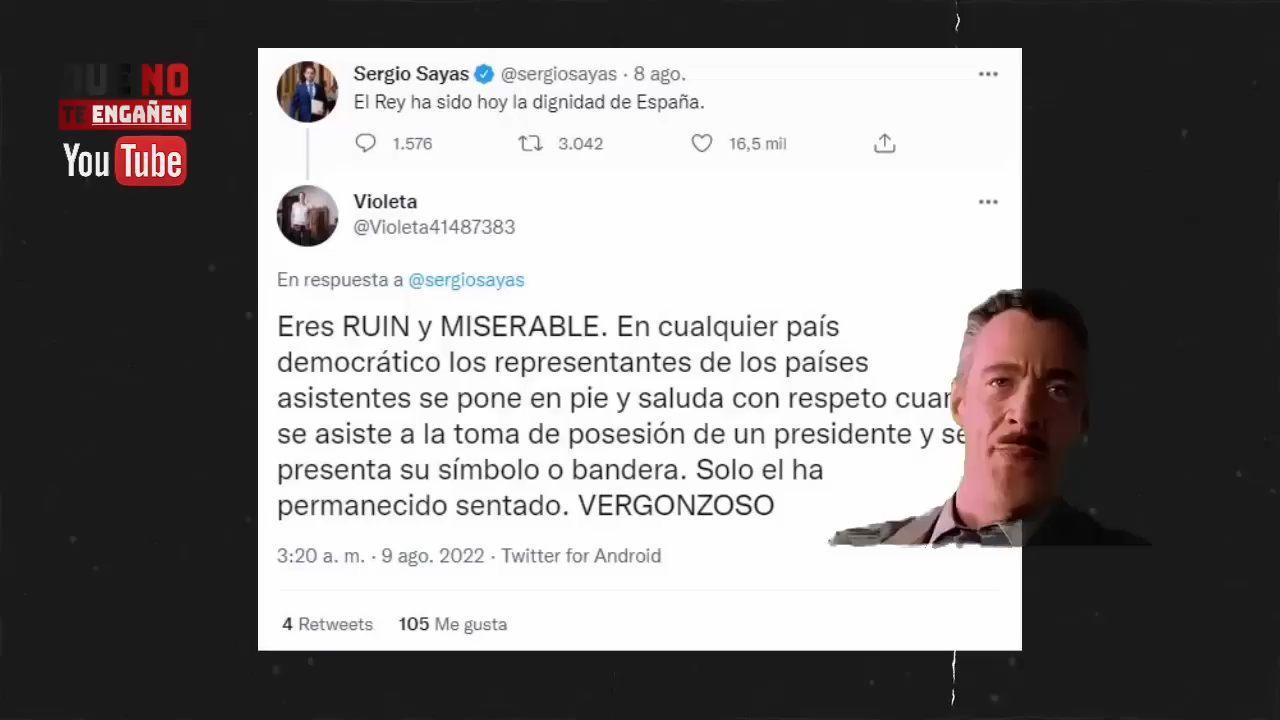 QUE NO
TE ENGAÑEN
YouTube
Sergio Sayas @sergiosayas · 8 ago.
El Rey ha sido hoy la dignidad de España.
1.576 3.042 16,5 mil
Violeta
@Violeta41487383
En respuesta a @sergiosayas
Eres RUIN y MISERABLE. En cualquier país
democrático los representantes de los países
asistentes se pone en pie y saluda con respeto
se asiste a la toma de posesión de un presidente y se
presenta su símbolo o bandera. Solo el ha
permanecido sentado. VERGONZOSO
3:20 a. m. · 9 ago. 2022 · Twitter for Android
4 Retweets 105 Me gusta